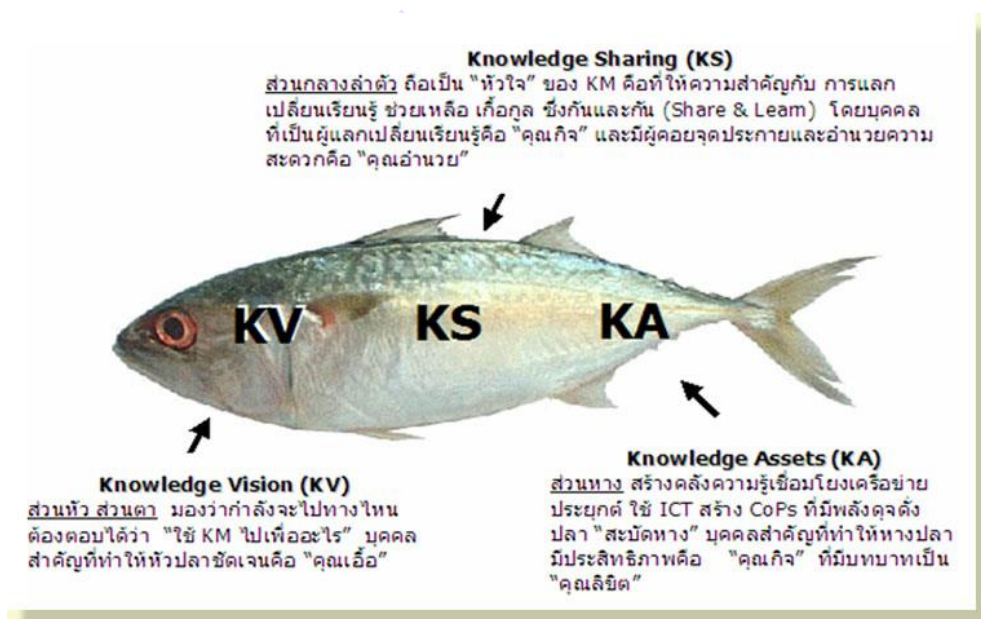 Knowledge Sharing (KS)
ส่วนกลางลำตัว ถือเป็น "หัวใจ" ของ KM คือที่ให้ความสำคัญกับ การแลก
เปลี่ยนเรียนรู้ ช่วยเหลือ เกื้อกูล ซึ่งกันและกัน (Share & Learn) โดยบุคคล
ที่เป็นผู้แลกเปลี่ยนเรียนรู้คือ "คุณกิจ" และมีผู้คอยจุดประกายและอำนวยความ
สะดวกคือ "คุณอำนวย"
KV KS KA
Knowledge Vision (KV)
ส่วนหัว ส่วนตา มองว่ากำลังจะไปทางไหน
ต้องตอบได้ว่า "ใช้ KM ไปเพื่ออะไร" บุคคล
สำคัญที่ทำให้หัวปลาชัดเจนคือ "คุณเอื้อ"
Knowledge Assets (KA)
ส่วนหาง สร้างคลังความรู้เชื่อมโยงเครือข่าย
ประยุกต์ ใช้ ICT สร้าง CoPs ที่มีพลังดุจดั่ง
ปลา "สะบัดหาง" บุคคลสำคัญที่ทำให้หางปลา
มีประสิทธิภาพคือ "คุณกิจ" ที่มีบทบาทเป็น
"คุณลิขิต"